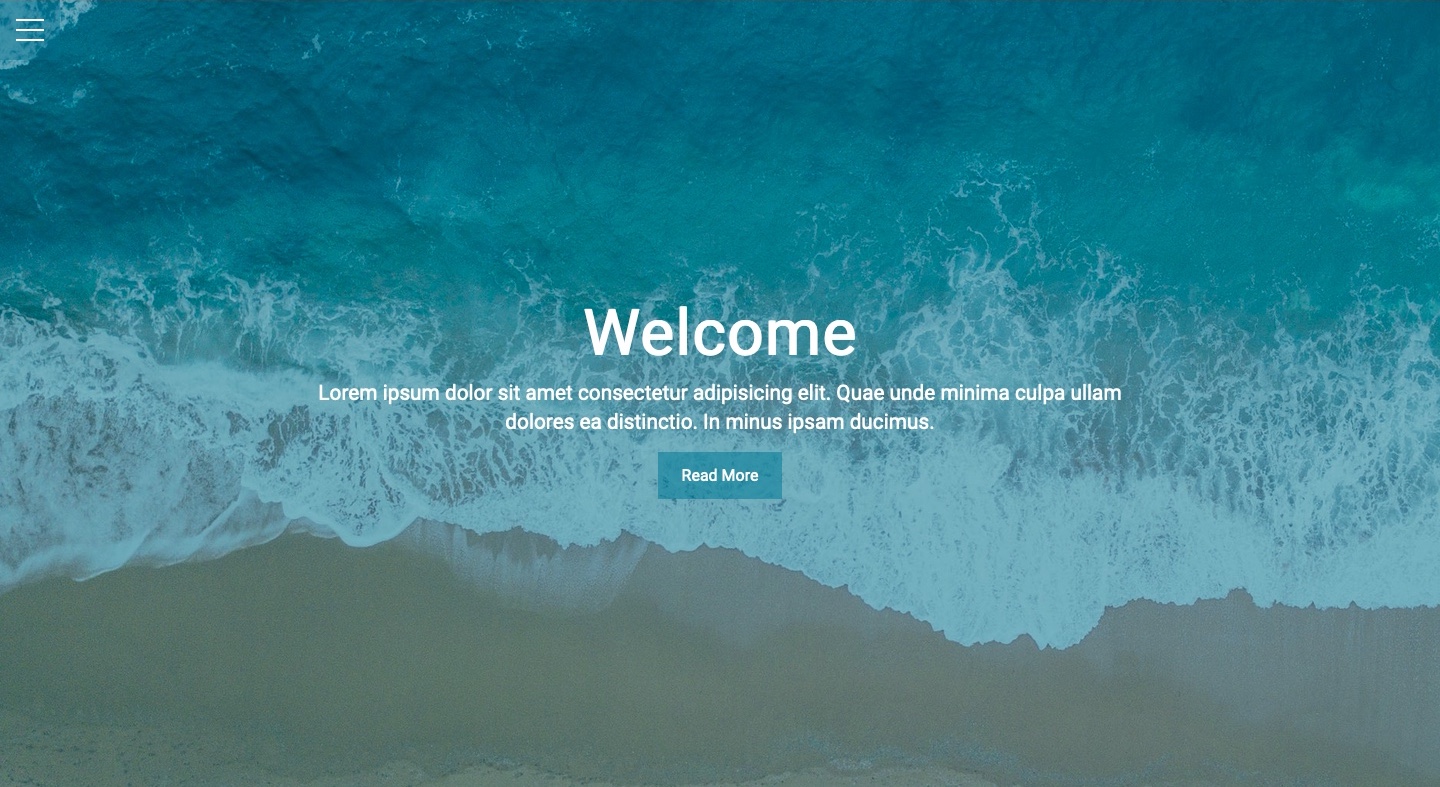 Welcome
Lorem ipsum dolor sit amet consectetur adipisicing elit. Quae unde minima culpa ullam
dolores ea distinctio. In minus ipsam ducimus.
Read More